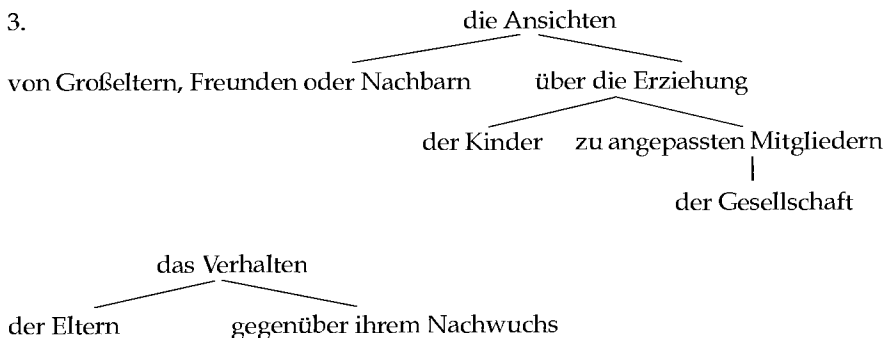 3. die Ansichten
von Großeltern, Freunden oder Nachbarn über die Erziehung
der Kinder zu angepassten Mitgliedern
der Gesellschaft
das Verhalten
der Eltern gegenüber ihrem Nachwuchs